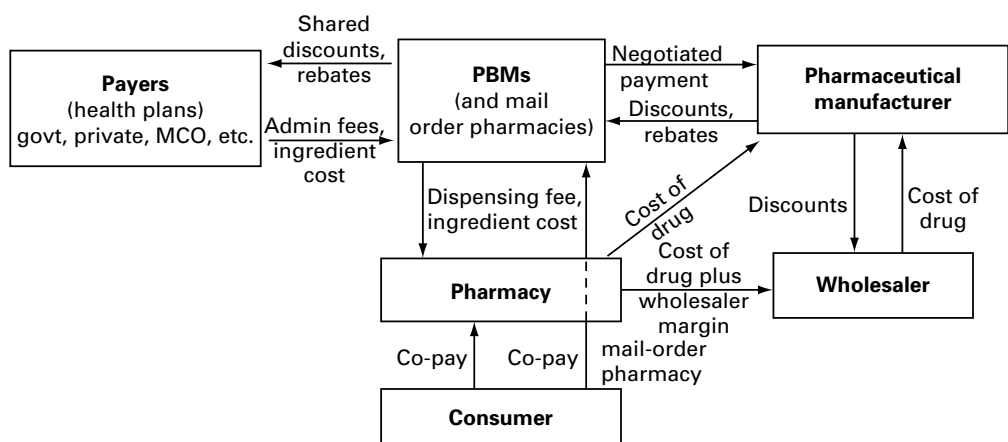 Shared
discounts,
rebates
Payers
(health plans)
govt, private, MCO, etc.
Admin fees,
ingredient
cost
PBMs
(and mail
order pharmacies)
Negotiated
payment
Discounts,
rebates
Pharmaceutical
manufacturer
Dispensing fee,
ingredient cost
Cost of
drug
Discounts
Cost of
drug
Pharmacy
Cost of
drug plus
wholesaler
margin
Wholesaler
Co-pay
Co-pay
mail-order
pharmacy
Consumer